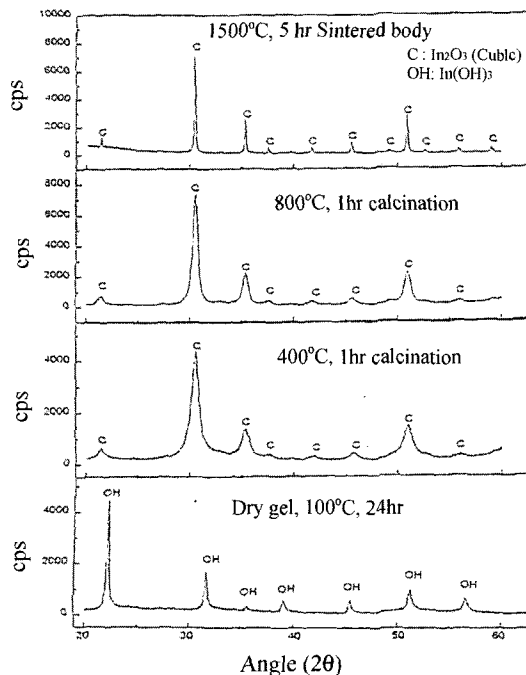 10000
1500°C, 5 hr Sintered body
8000
C : In₂O₃ (Cubic)
OH: In(OH)₃
6000
4000
2000
0
cps
C C C C C C C C C C C
8000
800°C, 1hr calcination
6000
4000
2000
0
cps
C C C C C C C C
400°C, 1hr calcination
4000
2000
0
cps
C C C C C C C C
Dry gel, 100°C, 24hr
4000
2000
0
cps
OH OH OH OH OH OH OH
20 30 40 50 60
Angle (2θ)